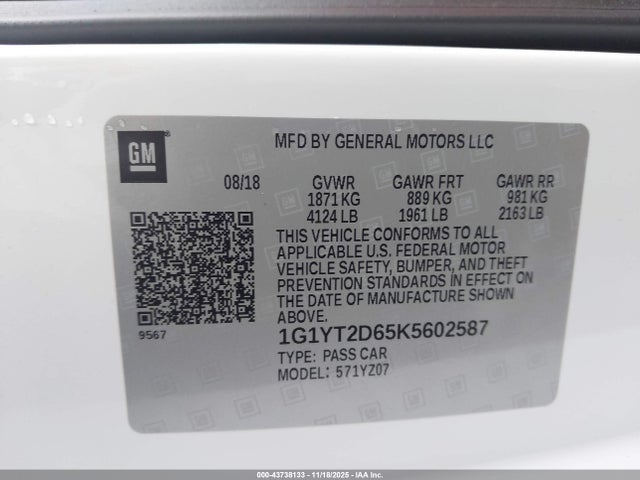 GM
MFD BY GENERAL MOTORS LLC
08/18 GVWR GAWR FRT GAWR RR
1871 KG 889 KG 981 KG
4124 LB 1961 LB 2163 LB
THIS VEHICLE CONFORMS TO ALL
APPLICABLE U.S. FEDERAL MOTOR
VEHICLE SAFETY, BUMPER, AND THEFT
PREVENTION STANDARDS IN EFFECT ON
THE DATE OF MANUFACTURE SHOWN
ABOVE.
9567
1G1YT2D65K5602587
TYPE: PASS CAR
MODEL: 571YZ07
000-43738133 - 11/18/2025 - IAA Inc.